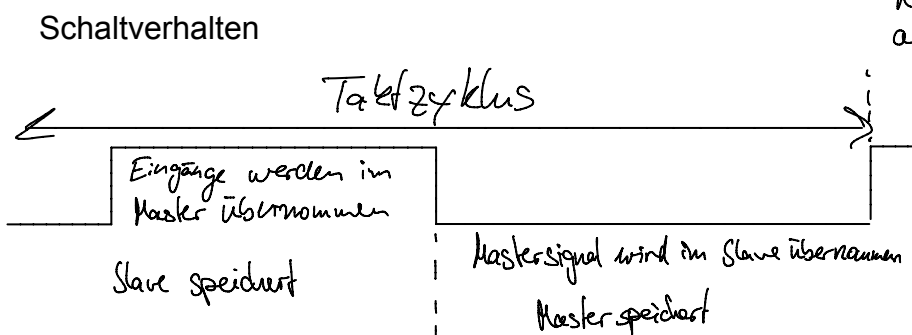 Schaltverhalten
Taktzyklus
Eingänge werden im
Master übernommen
Slave speichert
Mastersignal wird im Slave übernommen
Master speichert